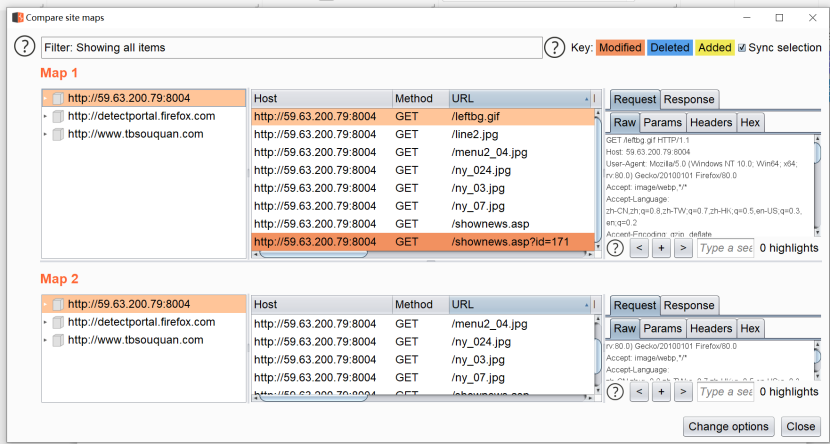 Compare site maps
? Filter: Showing all items ? Key: Modified Deleted Added Sync selection
Map 1
http://59.63.200.79:8004
http://detectportal.firefox.com
http://www.tbsouquan.com
Host Method URL
http://59.63.200.79:8004 GET /leftbg.gif
http://59.63.200.79:8004 GET /line2.jpg
http://59.63.200.79:8004 GET /menu2_04.jpg
http://59.63.200.79:8004 GET /ny_024.jpg
http://59.63.200.79:8004 GET /ny_03.jpg
http://59.63.200.79:8004 GET /ny_07.jpg
http://59.63.200.79:8004 GET /shownews.asp
http://59.63.200.79:8004 GET /shownews.asp?id=171
Request Response
Raw Params Headers Hex
GET /leftbg.gif HTTP/1.1
Host: 59.63.200.79:8004
User-Agent: Mozilla/5.0 (Windows NT 10.0; Win64; x64;
rv:80.0) Gecko/20100101 Firefox/80.0
Accept: image/webp,*/*
Accept-Language:
zh-CN,zh;q=0.8,zh-TW;q=0.7,zh-HK;q=0.5,en-US;q=0.3,
en;q=0.2
Accept-Encoding: gzip, deflate
? < + > Type a sea 0 highlights
Map 2
http://59.63.200.79:8004
http://detectportal.firefox.com
http://www.tbsouquan.com
Host Method URL
http://59.63.200.79:8004 GET /menu2_04.jpg
http://59.63.200.79:8004 GET /ny_024.jpg
http://59.63.200.79:8004 GET /ny_03.jpg
http://59.63.200.79:8004 GET /ny_07.jpg
Request Response
Raw Params Headers Hex
rv:80.0) Gecko/20100101 Firefox/80.0
Accept: image/webp,*/*
Accept-Language:
? < + > Type a sea 0 highlights
Change options Close